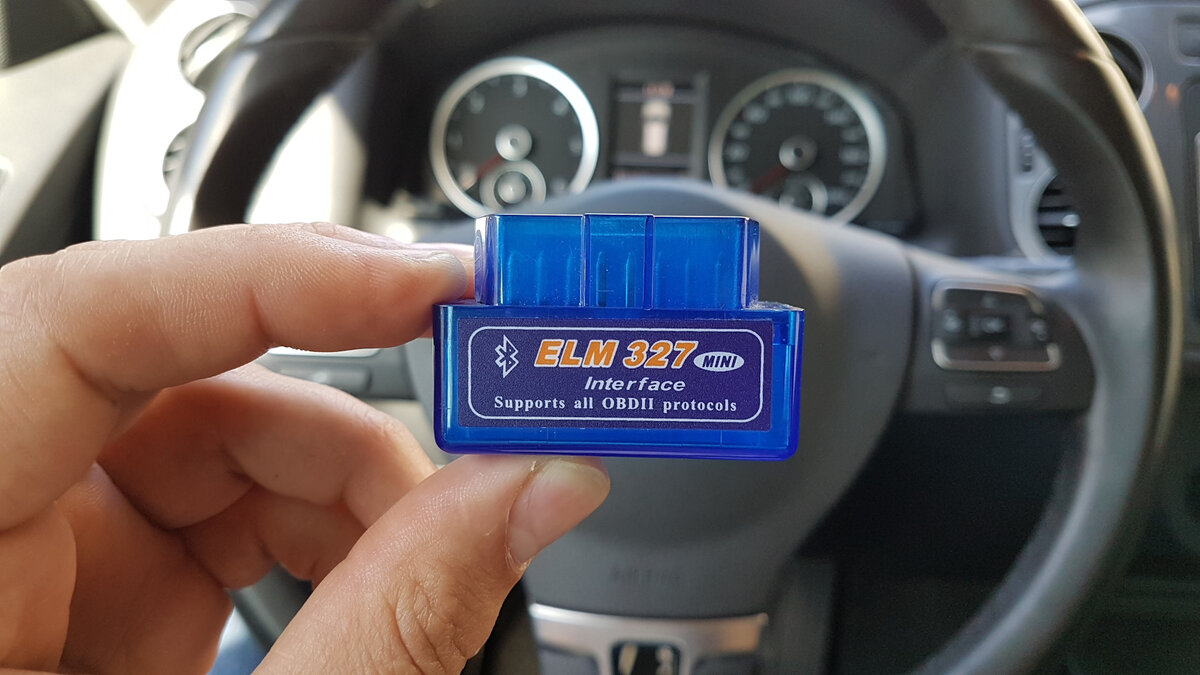 ELM 327 MINI
Interface
Supports all OBDII protocols